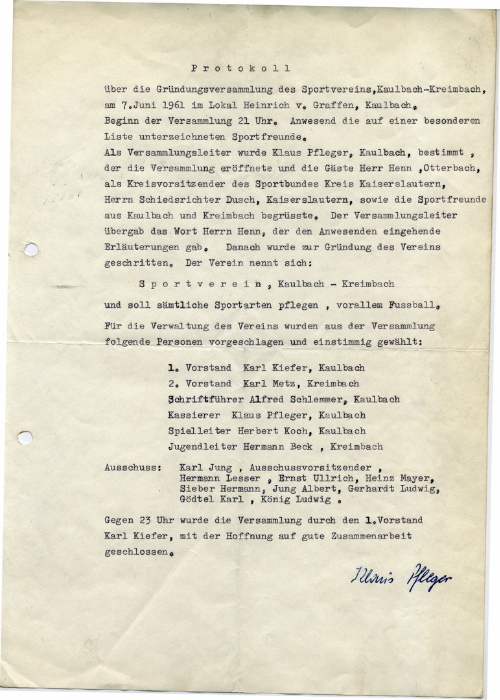 P r o t o k o l l
über die Gründungsversammlung des Sportvereins,Kaulbach-Kreimbach,
am 7.Juni 1961 im Lokal Heinrich v. Graffen, Kaulbach.
Beginn der Versammlung 21 Uhr. Anwesend die auf einer besonderen
Liste unterzeichneten Sportfreunde.
Als Versammlungsleiter wurde Klaus Pfleger, Kaulbach, bestimmt ,
der die Versammlung eröffnete und die Gäste Herr Henn ,Otterbach,
als Kreisvorsitzender des Sportbundes Kreis Kaiserslautern,
Herrn Schiedsrichter Dusch, Kaiserslautern, sowie die Sportfreunde
aus Kaulbach und Kreimbach begrüsste. Der Versammlungsleiter
übergab das Wort Herrn Henn, der den Anwesenden eingehende
Erläuterungen gab. Danach wurde zur Gründung des Vereins
geschritten. Der Verein nennt sich:
S p o r t v e r e i n , Kaulbach - Kreimbach
und soll sämtliche Sportarten pflegen , vorallem Fussball.
Für die Verwaltung des Vereins wurden aus der Versammlung
folgende Personen vorgeschlagen und einstimmig gewählt:
1. Vorstand Karl Kiefer, Kaulbach
2. Vorstand Karl Metz, Kreimbach
Schriftführer Alfred Schlemmer, Kaulbach
Kassierer Klaus Pfleger, Kaulbach
Spielleiter Herbert Koch, Kaulbach
Jugendleiter Hermann Beck , Kreimbach
Ausschuss: Karl Jung , Ausschussvorsitzender ,
Hermann Lesser , Ernst Ullrich, Heinz Mayer,
Sieber Hermann, Jung Albert, Gerhardt Ludwig,
Gödtel Karl , König Ludwig .
Gegen 23 Uhr wurde die Versammlung durch den 1.Vorstand
Karl Kiefer, mit der Hoffnung auf gute Zusammenarbeit
geschlossen.
Klaus Pfleger